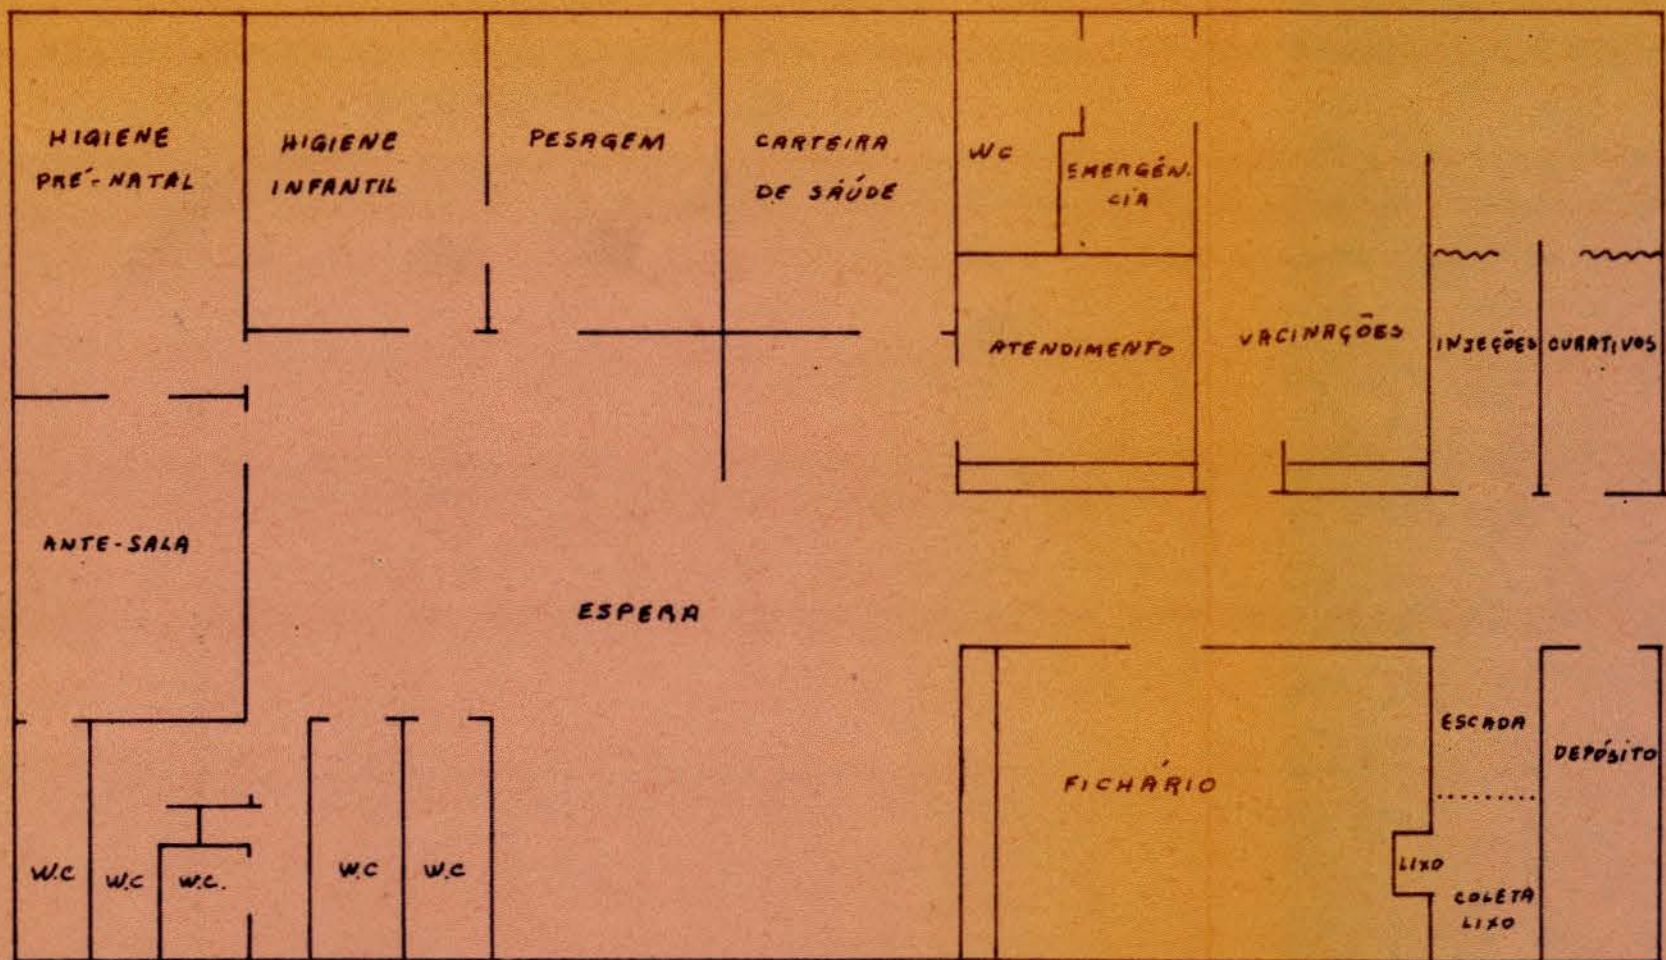 HIGIENE
PRÉ-NATAL
HIGIENE
INFANTIL
PESAGEM
CARTEIRA
DE SAÚDE
WC
EMERGÊN.
CIA
ATENDIMENTO
VACINAÇÕES
INJEÇÕES
CURATIVOS
ANTE-SALA
ESPERA
FICHÁRIO
ESCADA
DEPÓSITO
W.C
W.C
W.C.
W.C
W.C
LIXO
COLETA
LIXO